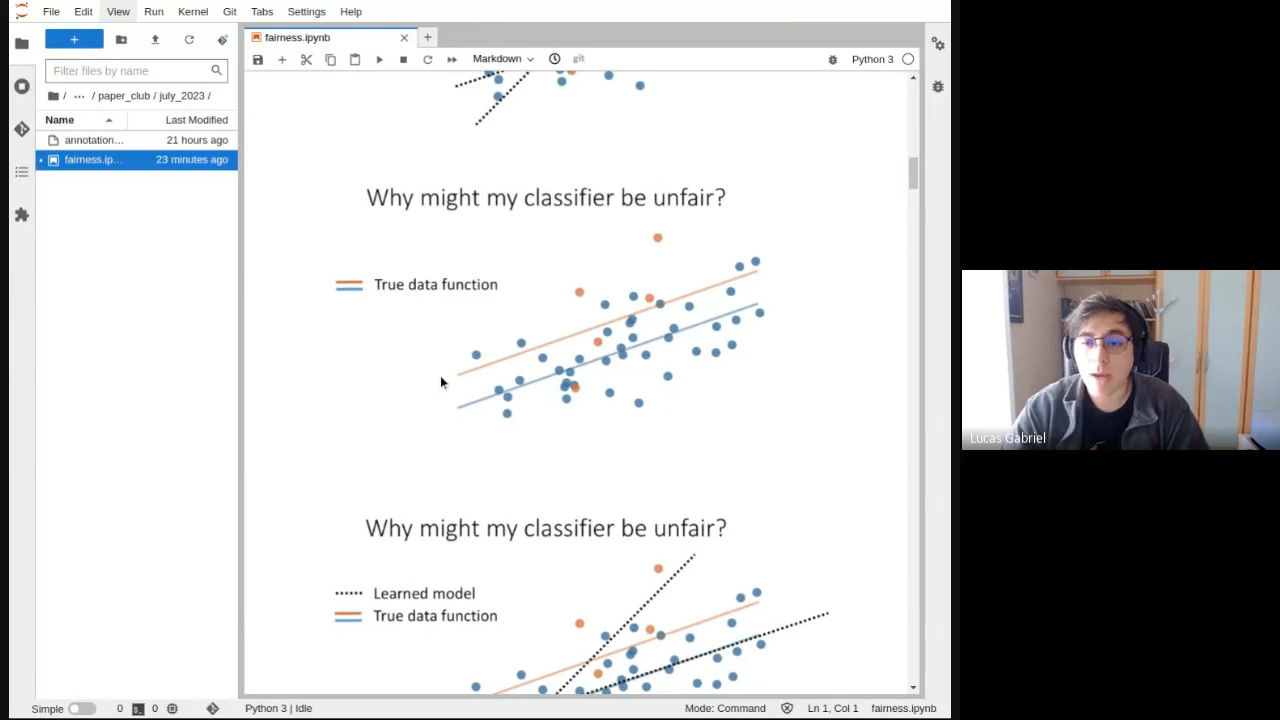 File Edit View Run Kernel Git Tabs Settings Help
fairness.ipynb
Filter files by name
/ ... / paper_club / july_2023 /
Name Last Modified
annotation... 21 hours ago
fairness.ip... 23 minutes ago
Markdown git Python 3
Why might my classifier be unfair?
True data function
Why might my classifier be unfair?
Learned model
True data function
Lucas Gabriel
Simple 0 $_ 0 Python 3 | Idle Mode: Command Ln 1, Col 1 fairness.ipynb